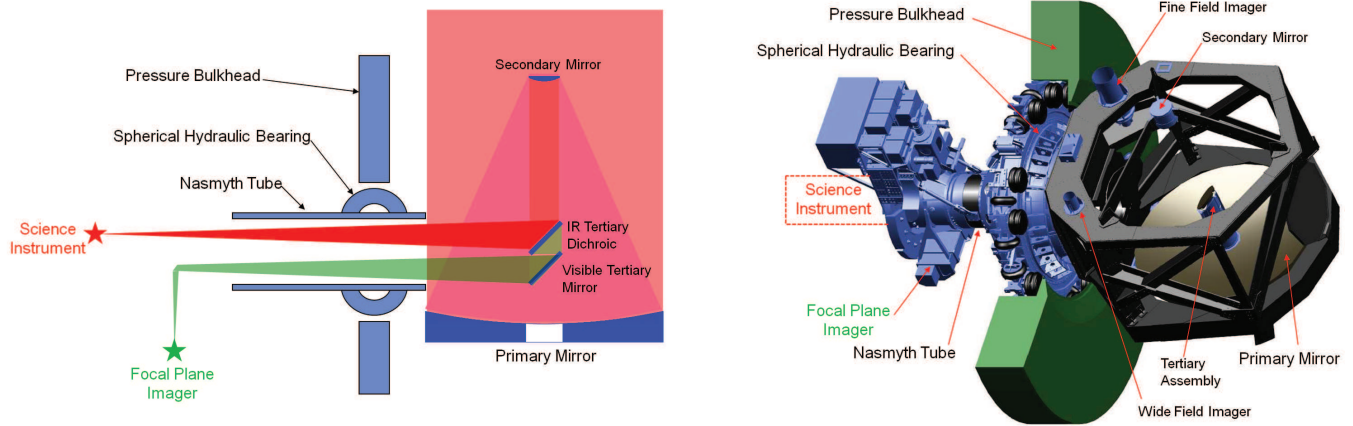 Pressure Bulkhead
Spherical Hydraulic Bearing
Nasmyth Tube
Science
Instrument
Focal Plane
Imager
Secondary Mirror
IR Tertiary
Dichroic
Visible Tertiary
Mirror
Primary Mirror
Pressure Bulkhead
Fine Field Imager
Spherical Hydraulic Bearing
Secondary Mirror
Science
Instrument
Focal Plane
Imager
Nasmyth Tube
Tertiary
Assembly
Primary Mirror
Wide Field Imager